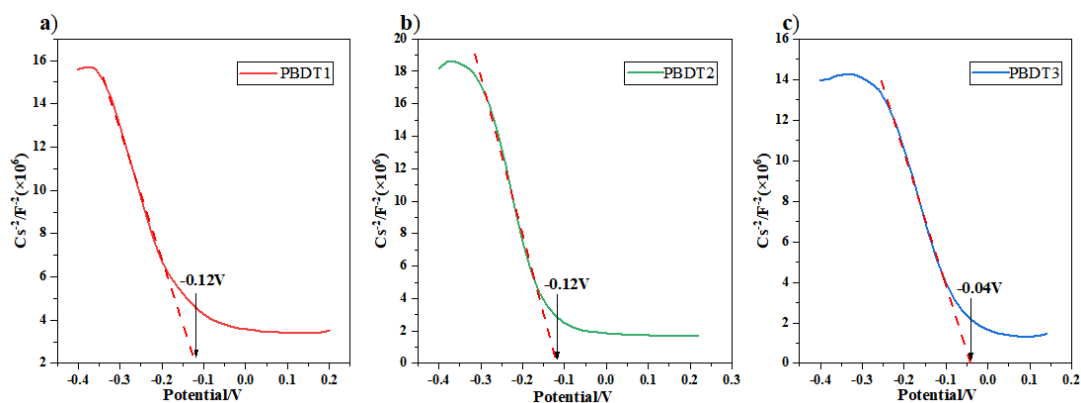 a)
PBDT1
Cs⁻²/F⁻²(×10⁶)
16
14
12
10
8
6
4
2
-0.12V
-0.4 -0.3 -0.2 -0.1 0.0 0.1 0.2
Potential/V
b)
PBDT2
Cs⁻²/F⁻²(×10⁶)
20
18
16
14
12
10
8
6
4
2
0
-0.12V
-0.4 -0.3 -0.2 -0.1 0.0 0.1 0.2 0.3
Potential/V
c)
PBDT3
Cs⁻²/F⁻²(×10⁶)
16
14
12
10
8
6
4
2
0
-0.04V
-0.4 -0.3 -0.2 -0.1 0.0 0.1 0.2
Potential/V